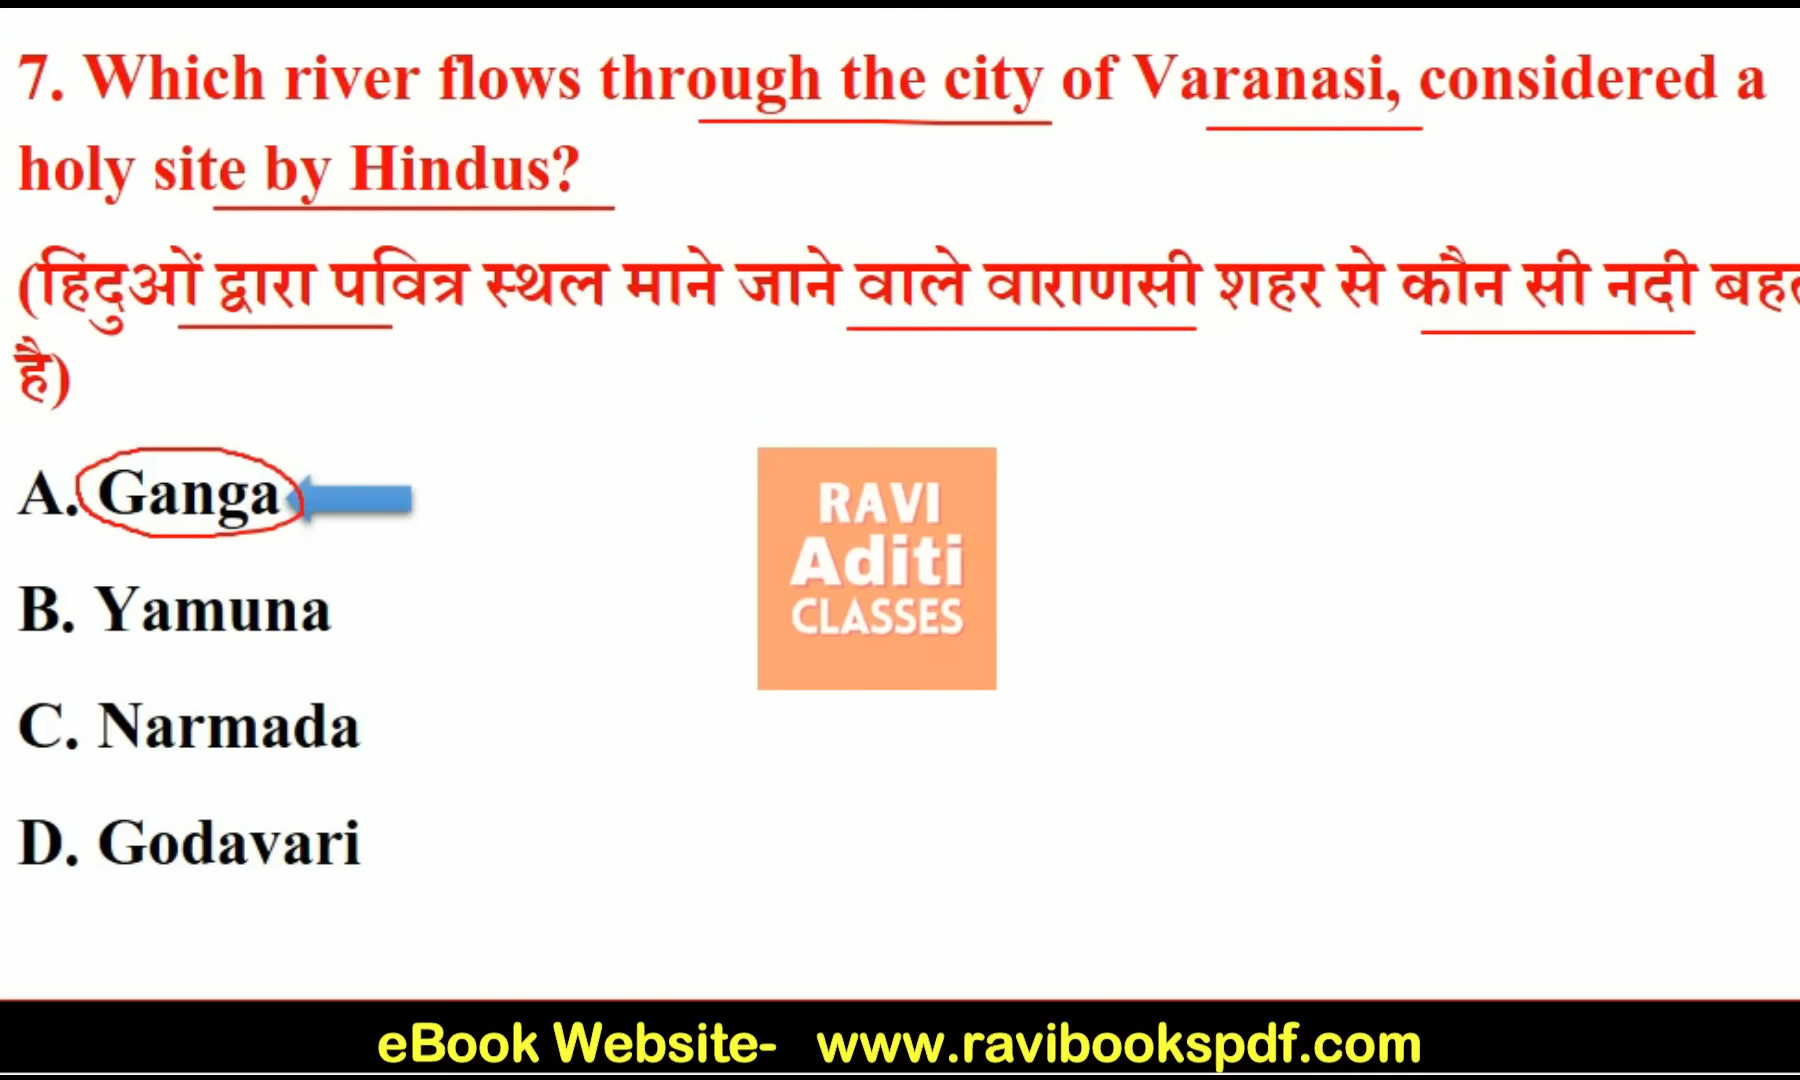 7. Which river flows through the city of Varanasi, considered a
holy site by Hindus?
(हिंदुओं द्वारा पवित्र स्थल माने जाने वाले वाराणसी शहर से कौन सी नदी
है)
A. Ganga
B. Yamuna
C. Narmada
D. Godavari
RAVI
Aditi
CLASSES
eBook Website- www.ravibookspdf.com